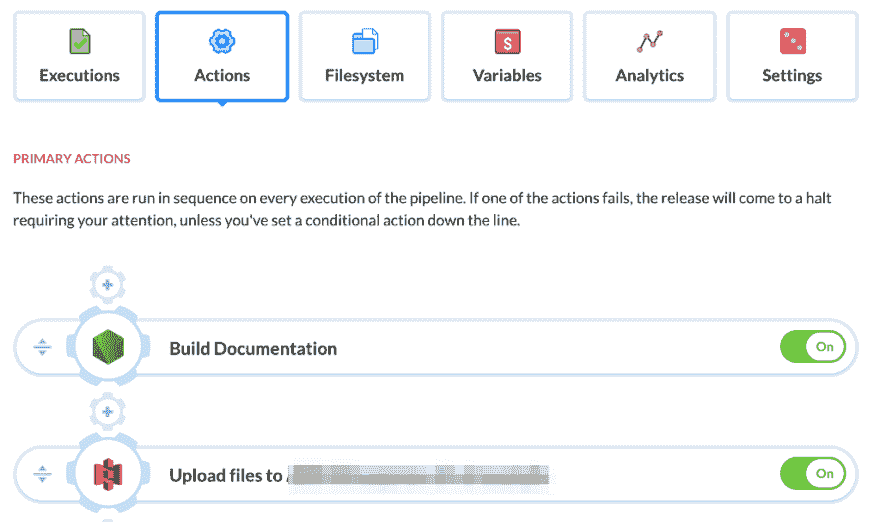 Executions
Actions
Filesystem
Variables
Analytics
Settings
PRIMARY ACTIONS
These actions are run in sequence on every execution of the pipeline. If one of the actions fails, the release will come to a halt
requiring your attention, unless you've set a conditional action down the line.
Build Documentation
On
Upload files to
On